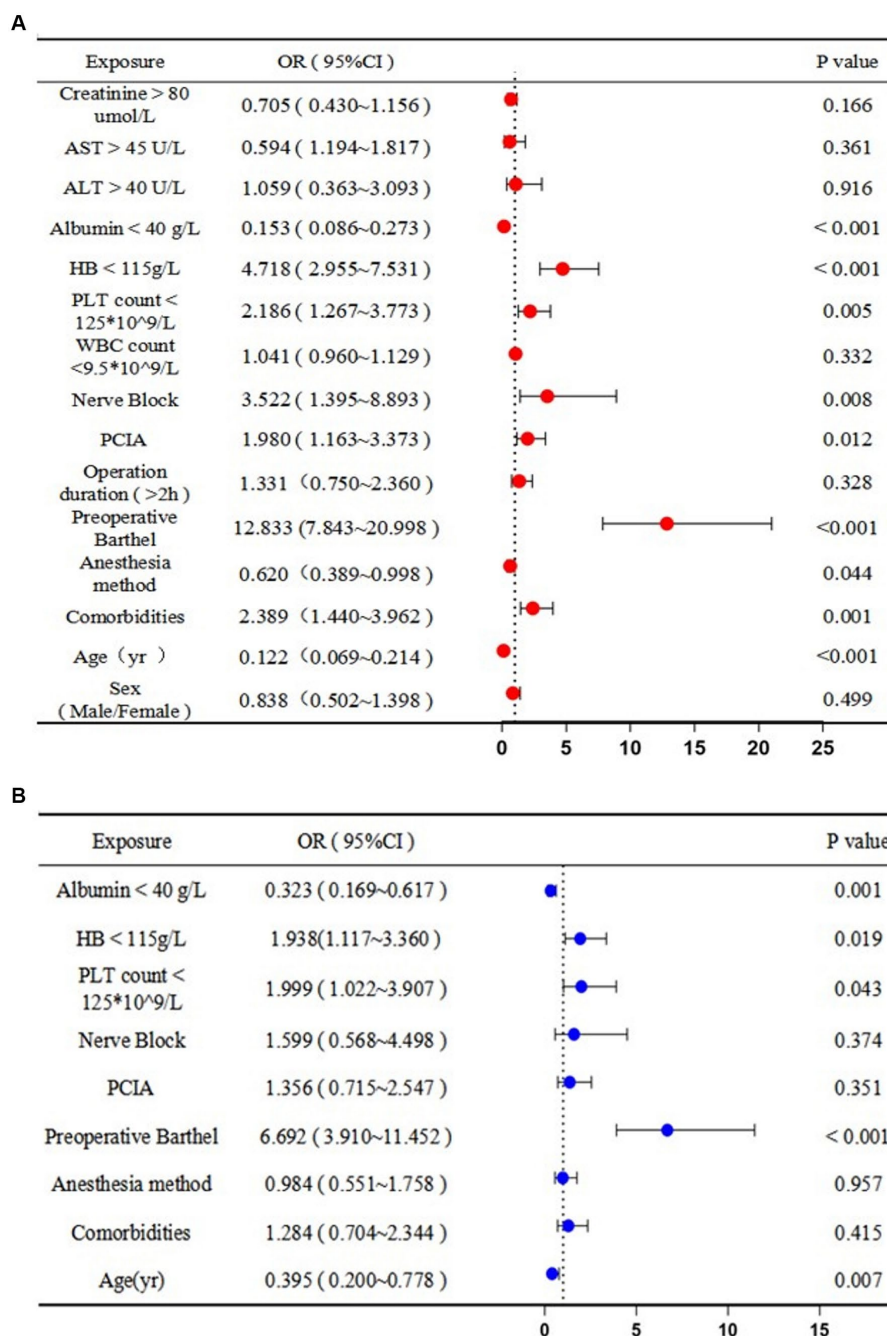 A
Exposure OR ( 95%CI) P value
Creatinine > 80
umol/L 0.705 ( 0.430~1.156) 0.166
AST > 45 U/L 0.594 ( 1.194~1.817) 0.361
ALT > 40 U/L 1.059 ( 0.363~3.093) 0.916
Albumin < 40 g/L 0.153 ( 0.086~0.273) < 0.001
HB < 115g/L 4.718 ( 2.955~7.531) < 0.001
PLT count <
125*10^9/L 2.186 ( 1.267~3.773) 0.005
WBC count
<9.5*10^9/L 1.041 ( 0.960~1.129) 0.332
Nerve Block 3.522 ( 1.395~8.893) 0.008
PCIA 1.980 ( 1.163~3.373) 0.012
Operation
duration ( >2h) 1.331 （0.750~2.360) 0.328
Preoperative
Barthel 12.833 (7.843~20.998) <0.001
Anesthesia
method 0.620 （0.389~0.998) 0.044
Comorbidities 2.389 （1.440~3.962) 0.001
Age（yr ） 0.122 （0.069~0.214) <0.001
Sex
( Male/Female ) 0.838 （0.502~1.398) 0.499
0 5 10 15 20 25
B
Exposure OR ( 95%CI) P value
Albumin < 40 g/L 0.323 ( 0.169~0.617) 0.001
HB < 115g/L 1.938(1.117~3.360) 0.019
PLT count <
125*10^9/L 1.999 ( 1.022~3.907) 0.043
Nerve Block 1.599 ( 0.568~4.498) 0.374
PCIA 1.356 ( 0.715~2.547) 0.351
Preoperative Barthel 6.692 ( 3.910~11.452) < 0.001
Anesthesia method 0.984 ( 0.551~1.758) 0.957
Comorbidities 1.284 ( 0.704~2.344) 0.415
Age(yr) 0.395 ( 0.200~0.778) 0.007
0 5 10 15